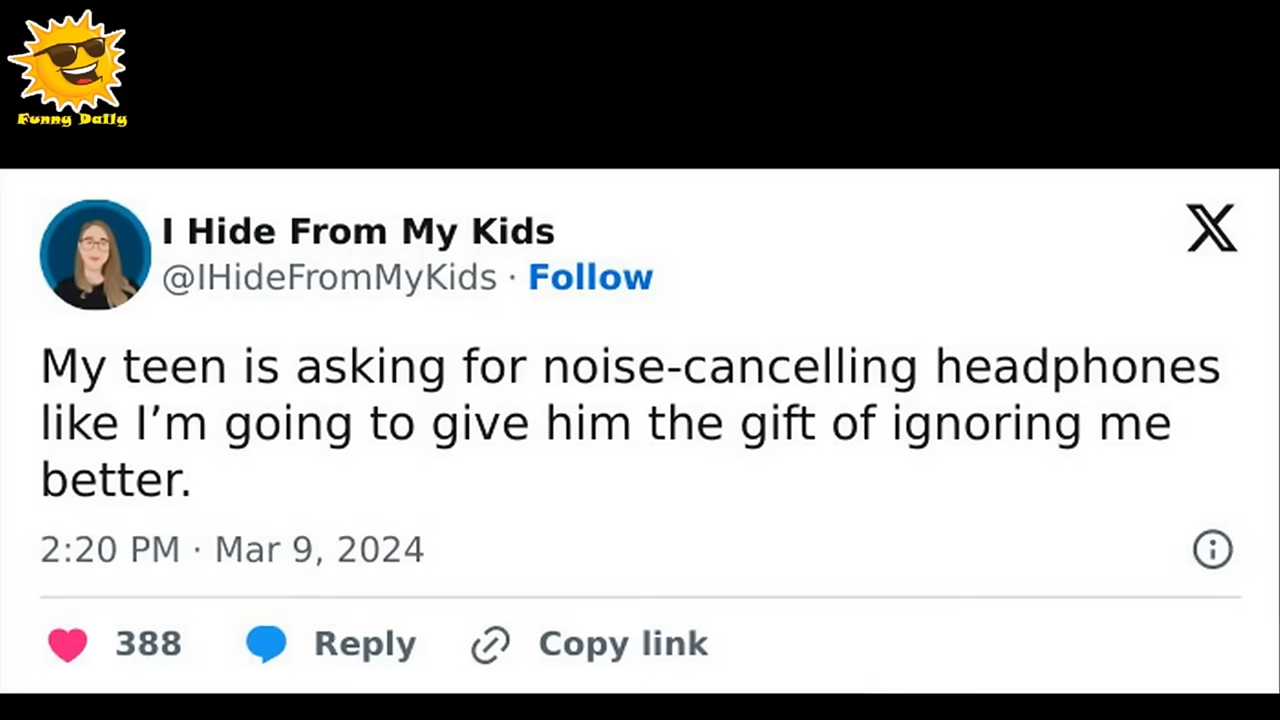 Funny Daily
I Hide From My Kids
@IHideFromMyKids · Follow
My teen is asking for noise-cancelling headphones
like I’m going to give him the gift of ignoring me
better.
2:20 PM · Mar 9, 2024
388 Reply Copy link